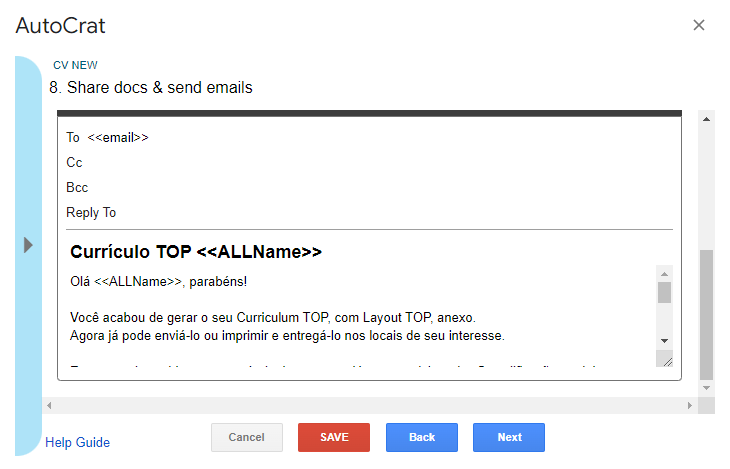 AutoCrat
CV NEW
8. Share docs & send emails
To <<email>>
Cc
Bcc
Reply To
Currículo TOP <<ALLName>>
Olá <<ALLName>>, parabéns!
Você acabou de gerar o seu Curriculum TOP, com Layout TOP, anexo.
Agora já pode enviá-lo ou imprimir e entregá-lo nos locais de seu interesse.
Help Guide
Cancel
SAVE
Back
Next